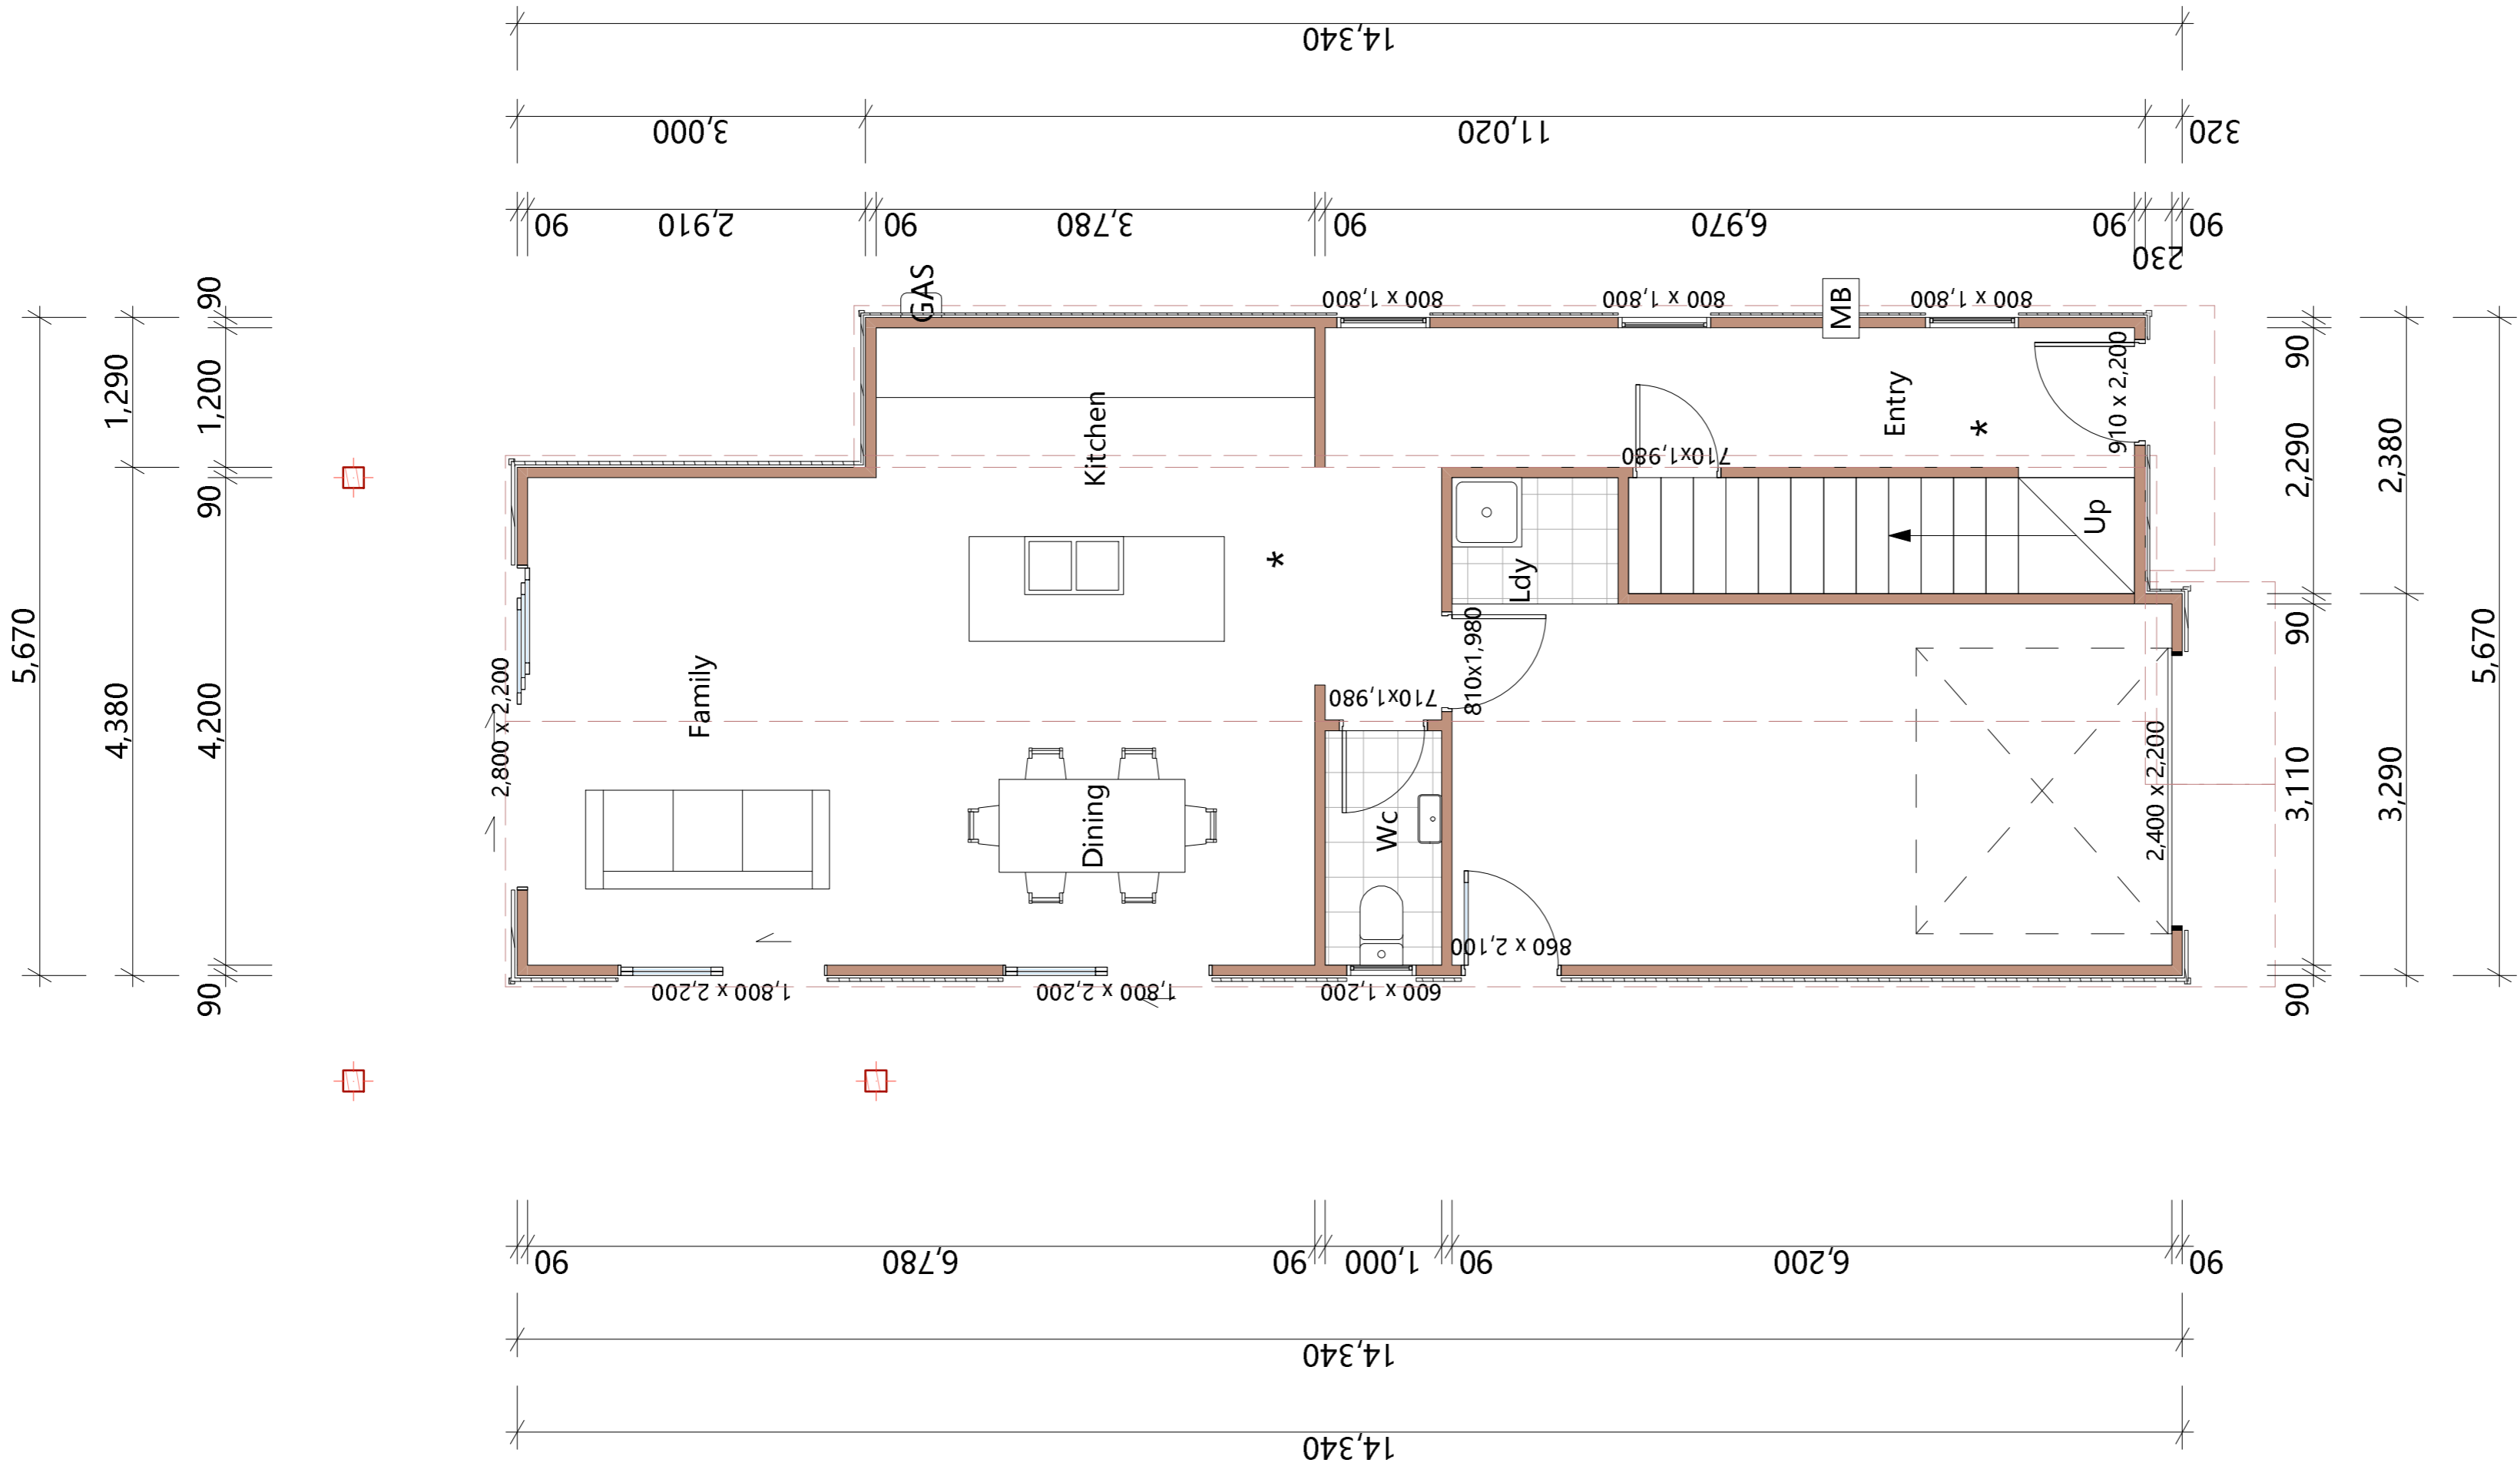 14,340
3,000
11,020
320
90
2,910
90
3,780
90
6,970
90
230
90
5,670
1,290
4,380
90
1,200
90
4,200
90
GAS
800 x 1,800
800 x 1,800
MB
800 x 1,800
910 x 2,200
Entry
*
710x1,980
Kitchen
*
Ldy
Up
810x1,980
710x1,980
Family
2,800 x 2,200
Dining
Wc
2,400 x 2,200
860 x 2,100
1,800 x 2,200
1,800 x 2,200
600 x 1,200
90
2,290
90
3,110
90
2,380
3,290
5,670
90
6,780
90
1,000
90
6,200
90
14,340
14,340